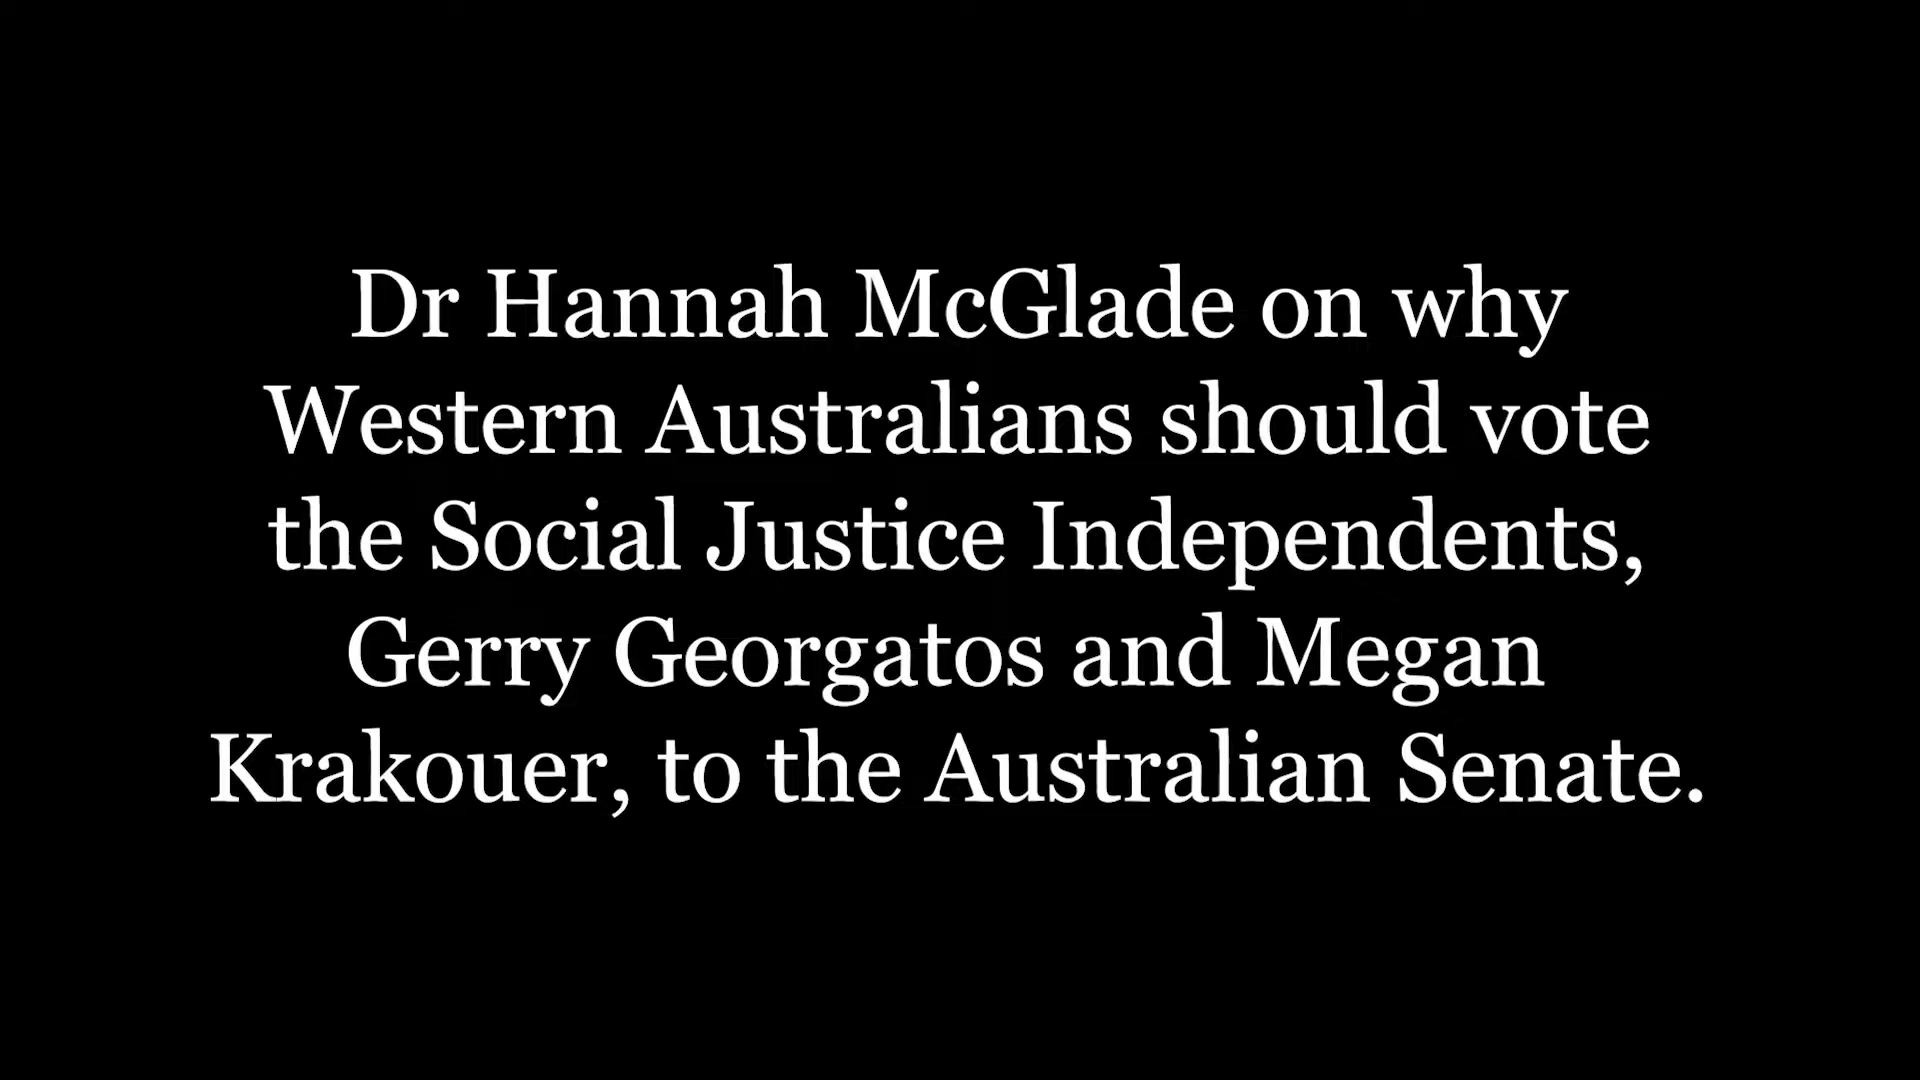 Dr Hannah McGlade on why
Western Australians should vote
the Social Justice Independents,
Gerry Georgatos and Megan
Krakouer, to the Australian Senate.